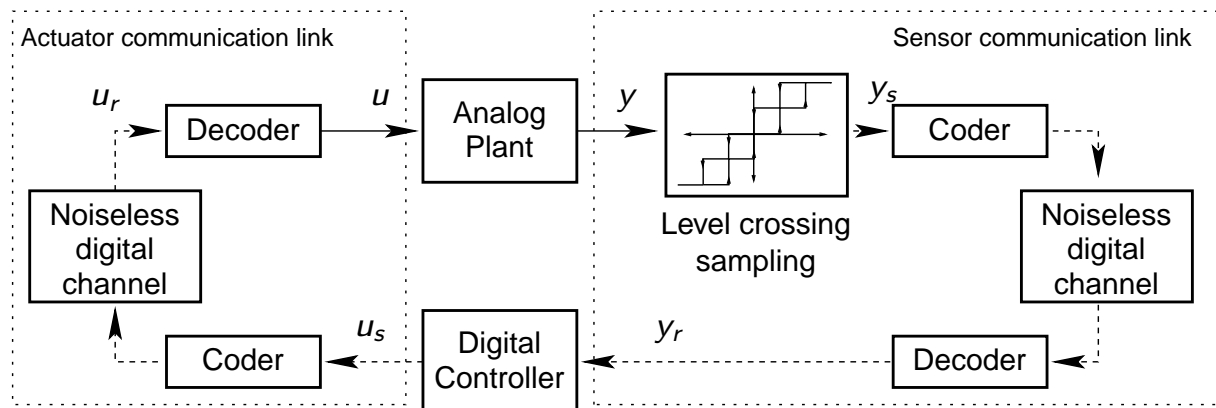 Actuator communication link
Sensor communication link
u_r
u
y
y_s
Decoder
Analog
Plant
Coder
Level crossing
sampling
Noiseless
digital
channel
Noiseless
digital
channel
u_s
y_r
Coder
Digital
Controller
Decoder